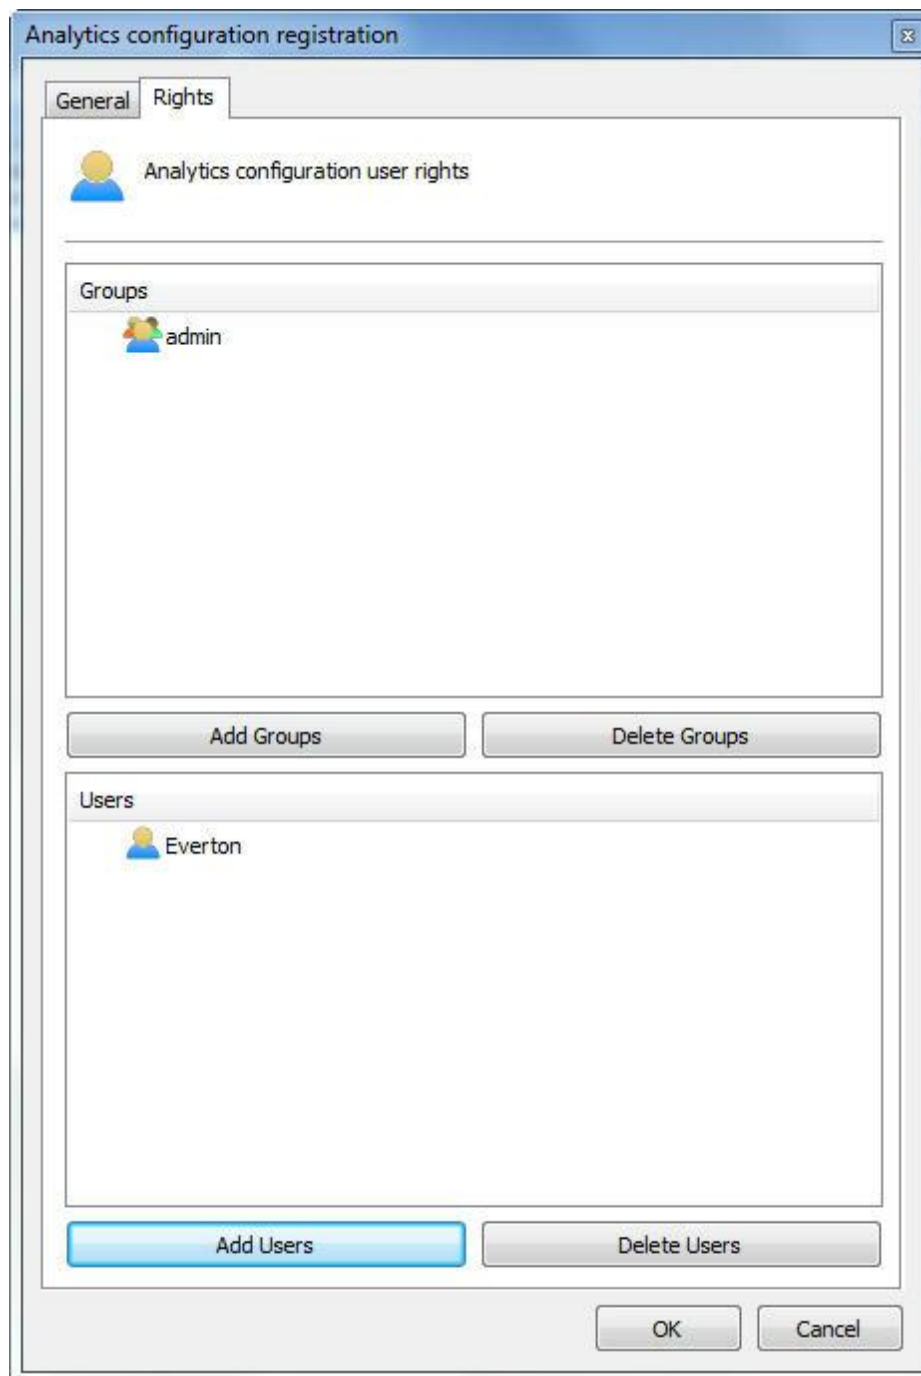 Analytics configuration registration
General Rights
Analytics configuration user rights
Groups
admin
Add Groups Delete Groups
Users
Everton
Add Users Delete Users
OK Cancel